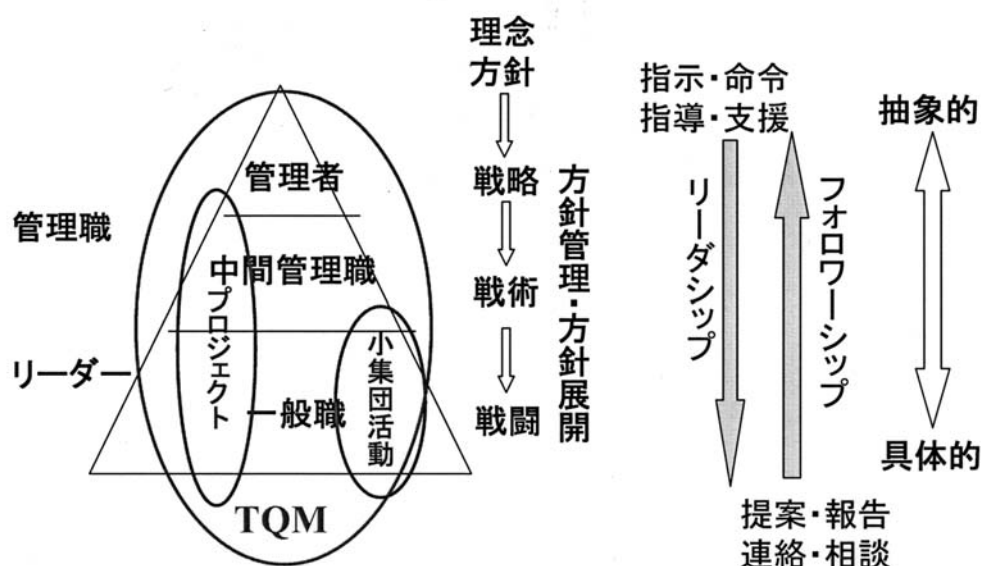 理念
方針
戦略
戦術
戦闘
方針管理・方針展開
管理職
リーダー
管理者
中間管理職
一般職
プロジェクト
小集団活動
TQM
指示・命令
指導・支援
リーダシップ
フォロワーシップ
提案・報告
連絡・相談
抽象的
具体的